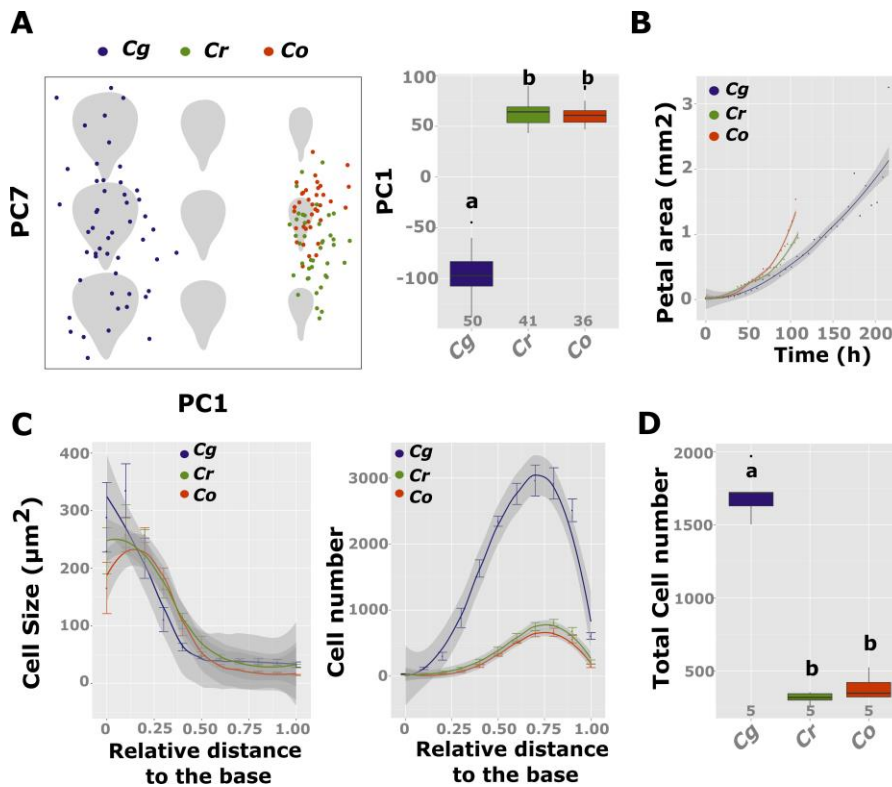 A
Cg Cr Co
PC7
PC1
PC1
100
50
0
-50
-100
a
b
b
50
41
36
Cg
Cr
Co
B
Cg
Cr
Co
Petal area (mm2)
3
2
1
0
0 50 100 150 200
Time (h)
C
Cg
Cr
Co
Cell Size (µm²)
400
300
200
100
0
0 0.25 0.50 0.75 1.00
Relative distance
to the base
Cg
Cr
Co
Cell number
3000
2000
1000
0
0 0.25 0.50 0.75 1.00
Relative distance
to the base
D
Total Cell number
2000
1500
1000
500
a
b
b
5
5
Cg
Cr
Co